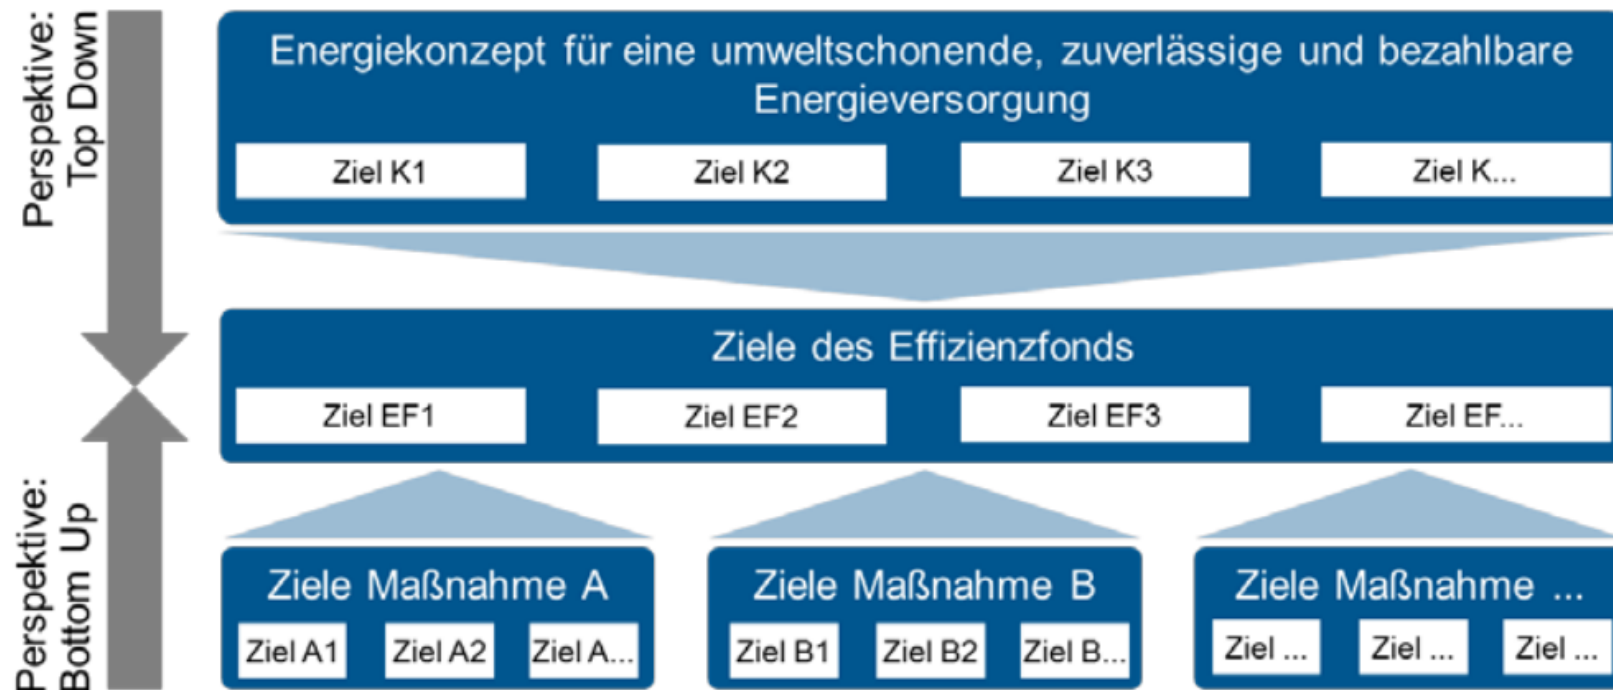 Perspektive:
Top Down
Energiekonzept für eine umweltschonende, zuverlässige und bezahlbare
Energieversorgung
Ziel K1
Ziel K2
Ziel K3
Ziel K...
Ziele des Effizienzfonds
Ziel EF1
Ziel EF2
Ziel EF3
Ziel EF...
Perspektive:
Bottom Up
Ziele Maßnahme A
Ziel A1
Ziel A2
Ziel A...
Ziele Maßnahme B
Ziel B1
Ziel B2
Ziel B...
Ziele Maßnahme ...
Ziel ...
Ziel ...
Ziel ...